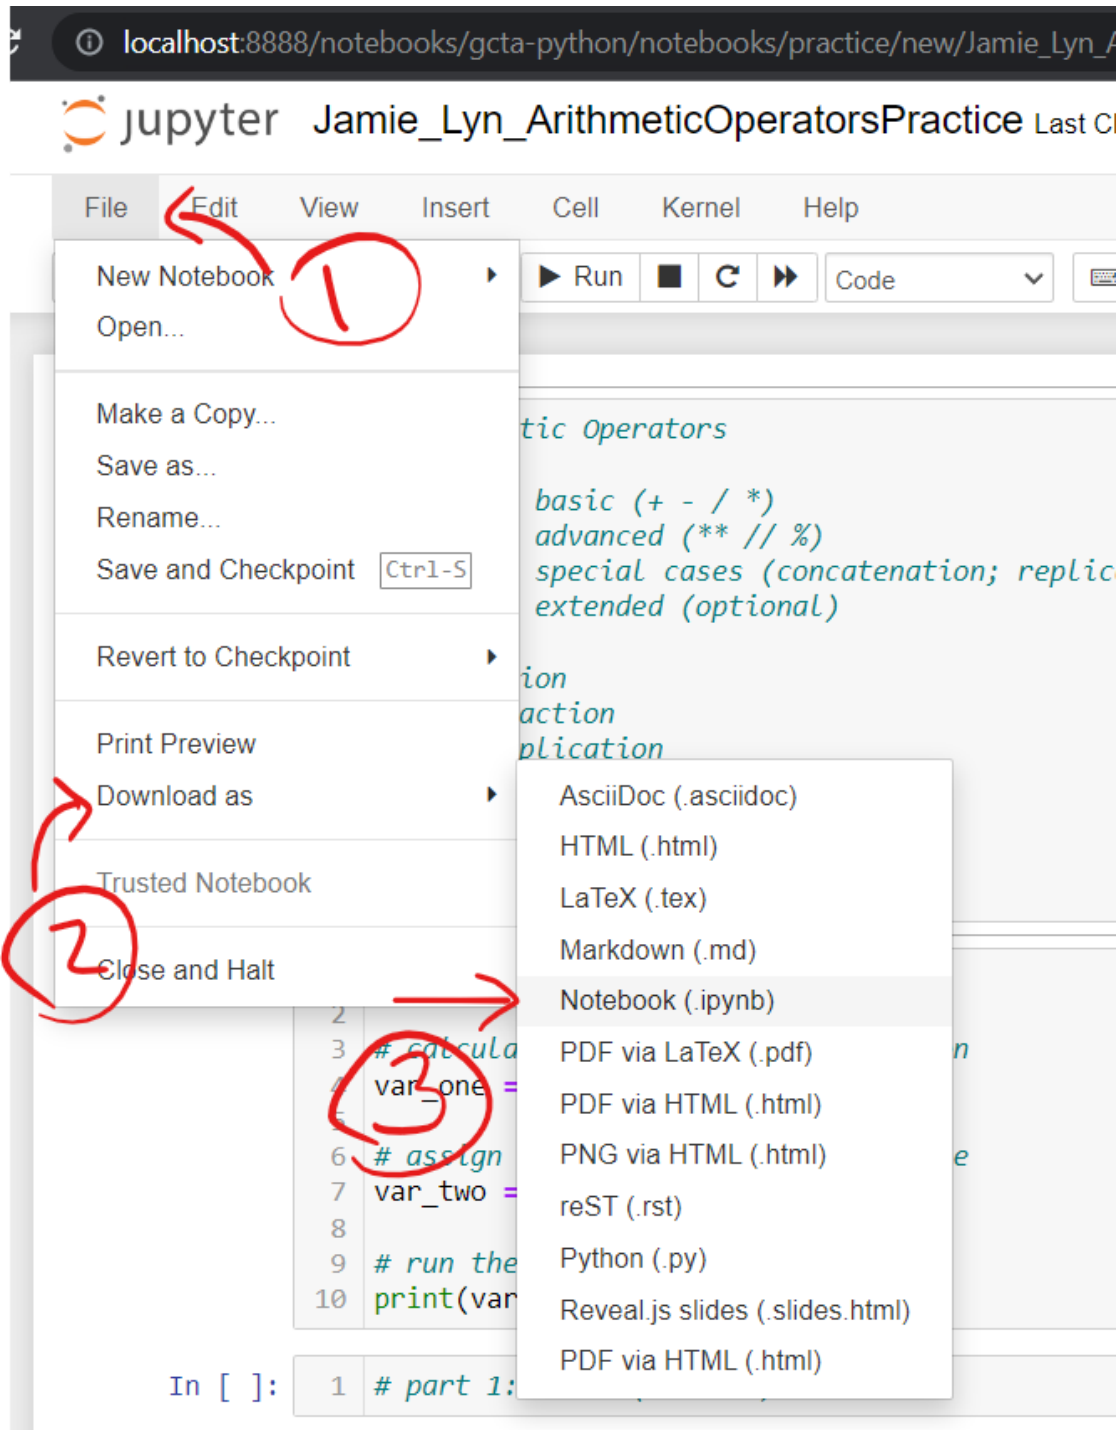 localhost:8888/notebooks/gcta-python/notebooks/practice/new/Jamie_Lyn_A
jupyter Jamie_Lyn_ArithmeticOperatorsPractice Last Cl
File Edit View Insert Cell Kernel Help
New Notebook 1 Run Code
Open...
Make a Copy...
tic Operators
Save as...
basic (+ - / *)
Rename...
advanced (** // %)
Save and Checkpoint Ctrl-S
special cases (concatenation; replic
extended (optional)
Revert to Checkpoint
ion
action
Print Preview
plication
Download as
AsciiDoc (.asciidoc)
HTML (.html)
Trusted Notebook
LaTeX (.tex)
2
Markdown (.md)
Close and Halt
Notebook (.ipynb)
2
3 # calcula n
PDF via LaTeX (.pdf)
3
4 var_one =
PDF via HTML (.html)
5
6 # assign e
PNG via HTML (.html)
7 var_two =
reST (.rst)
8
9 # run the
Python (.py)
10 print(var
Reveal.js slides (.slides.html)
PDF via HTML (.html)
In [ ]: 1 # part 1: